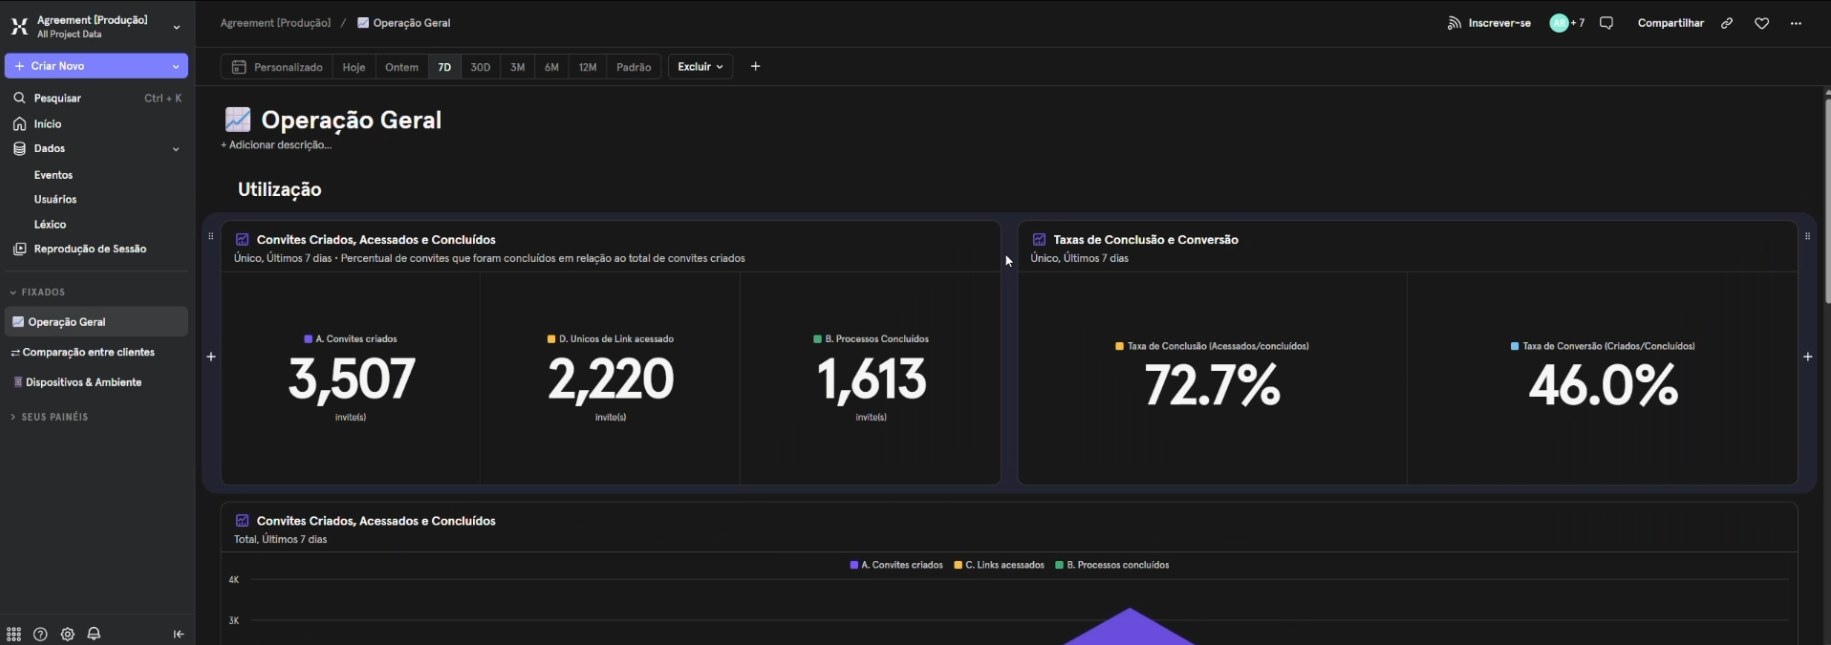 Agreement [Produção]
All Project Data
Criar Novo
Pesquisar Ctrl + K
Início
Dados
Eventos
Usuários
Léxico
Reprodução de Sessão
FIXADOS
Operação Geral
Comparação entre clientes
Dispositivos & Ambiente
SEUS PAINÉIS
Agreement [Produção] / Operação Geral
Inscrever-se AR + 7 Compartilhar
Personalizado Hoje Ontem 7D 30D 3M 6M 12M Padrão Excluir
Operação Geral
+ Adicionar descrição...
Utilização
Convites Criados, Acessados e Concluídos
Único, Últimos 7 dias • Percentual de convites que foram concluídos em relação ao total de convites criados
A. Convites criados
3,507
invite(s)
D. Unicos de Link acessado
2,220
invite(s)
B. Processos Concluídos
1,613
invite(s)
Taxas de Conclusão e Conversão
Único, Últimos 7 dias
Taxa de Conclusão (Acessados/concluídos)
72.7%
Taxa de Conversão (Criados/Concluídos)
46.0%
Convites Criados, Acessados e Concluídos
Total, Últimos 7 dias
A. Convites criados C. Links acessados B. Processos concluídos
4K
3K